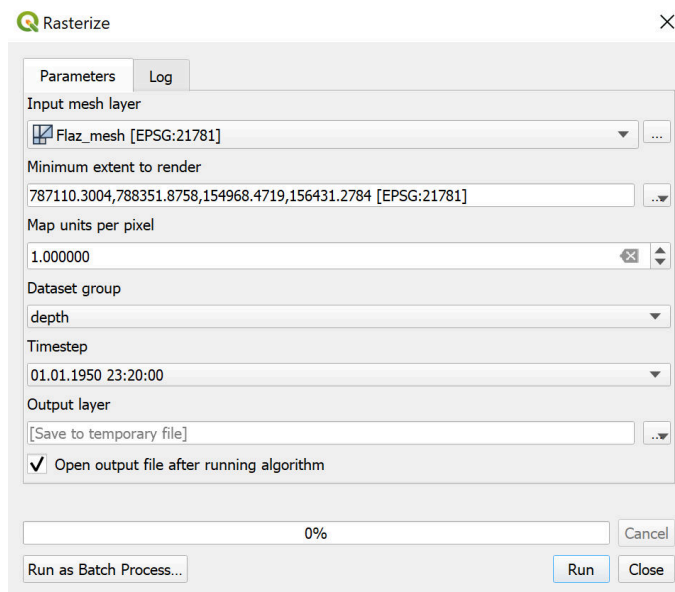 Rasterize
Parameters
Log
Input mesh layer
Flaz_mesh [EPSG:21781]
...
Minimum extent to render
787110.3004,788351.8758,154968.4719,156431.2784 [EPSG:21781]
...
Map units per pixel
1.000000
Dataset group
depth
Timestep
01.01.1950 23:20:00
Output layer
[Save to temporary file]
...
Open output file after running algorithm
0%
Cancel
Run as Batch Process...
Run
Close